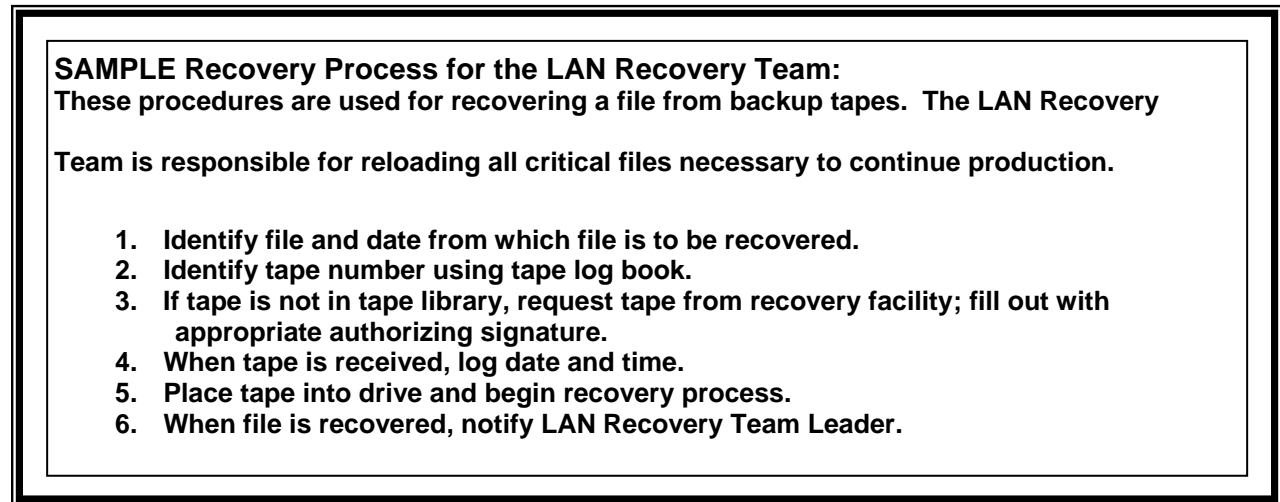 SAMPLE Recovery Process for the LAN Recovery Team:
These procedures are used for recovering a file from backup tapes.  The LAN Recovery
Team is responsible for reloading all critical files necessary to continue production.
1. Identify file and date from which file is to be recovered.
2. Identify tape number using tape log book.
3. If tape is not in tape library, request tape from recovery facility; fill out with
appropriate authorizing signature.
4. When tape is received, log date and time.
5. Place tape into drive and begin recovery process.
6. When file is recovered, notify LAN Recovery Team Leader.